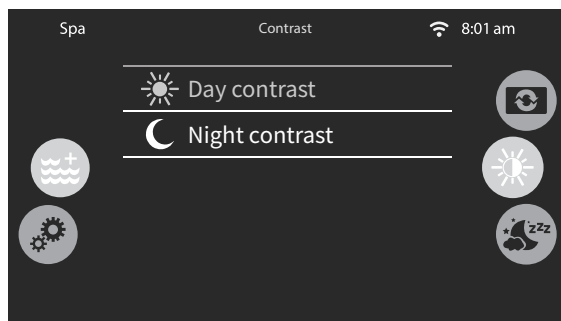 Spa
Contrast
8:01 am
Day contrast
Night contrast
zzz